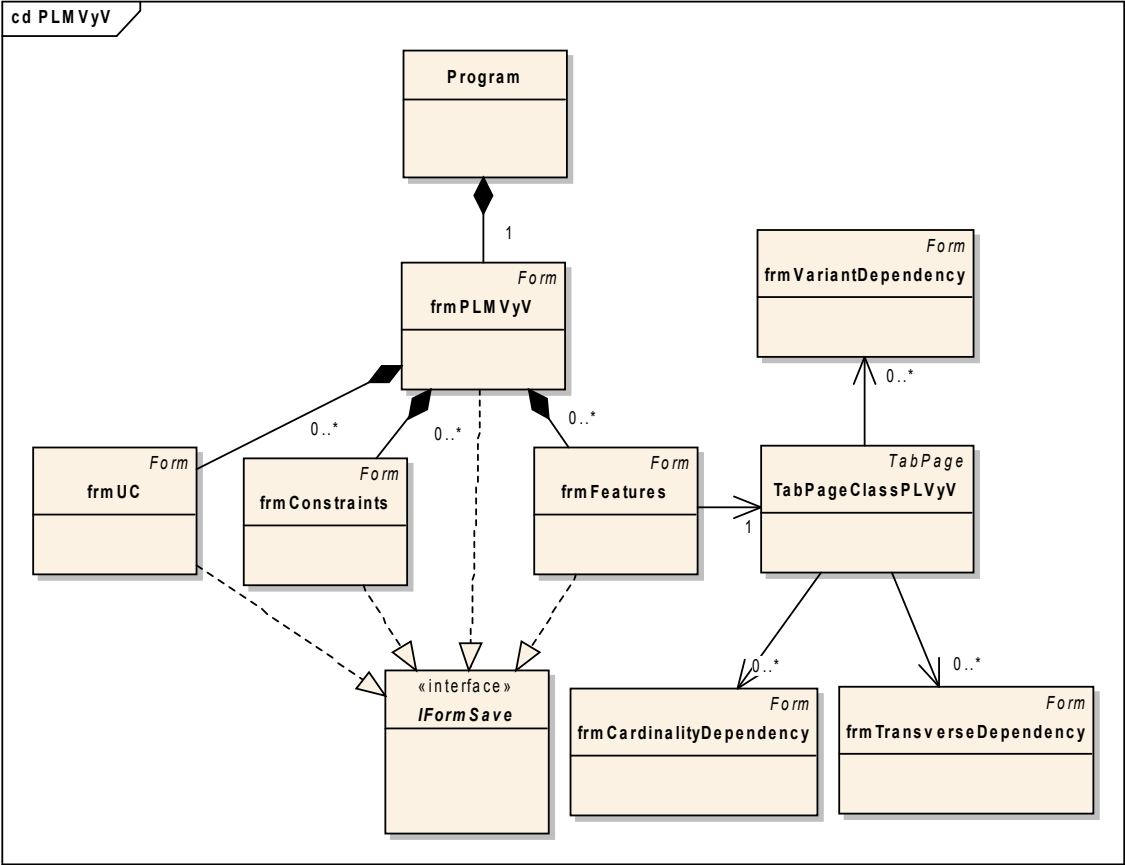 cd PLMVyV
Program
1
Form
frmPLMVyV
Form
frmVariantDependency
0..*
0..*
0..*
0..*
Form
frmUC
Form
frmConstraints
Form
frmFeatures
1
TabPage
TabPageClassPLVyV
0..*
0..*
«interface»
IFormSave
Form
frmCardinalityDependency
Form
frmTransverseDependency